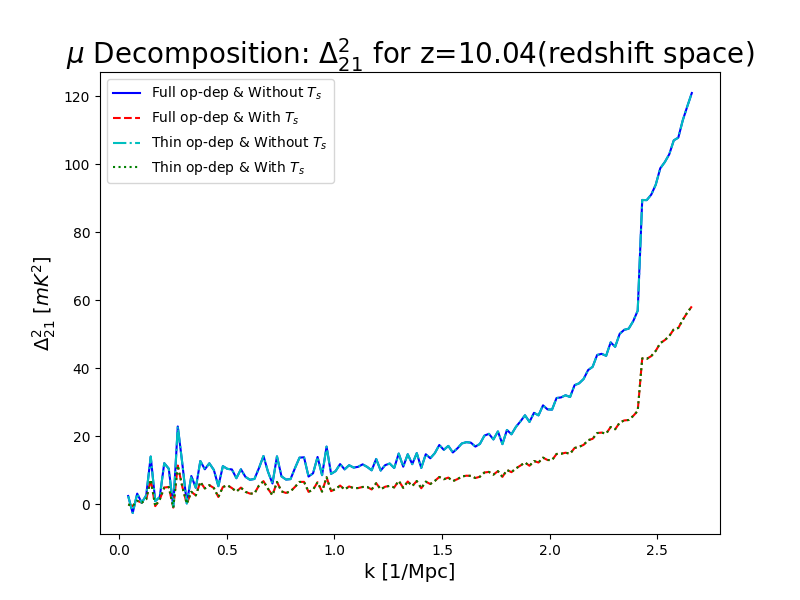 μ Decomposition: Δ²₂₁ for z=10.04(redshift space)
Full op-dep & Without Tₛ
Full op-dep & With Tₛ
Thin op-dep & Without Tₛ
Thin op-dep & With Tₛ
Δ²₂₁ [mK²]
120
100
80
60
40
20
0
0.0 0.5 1.0 1.5 2.0 2.5
k [1/Mpc]